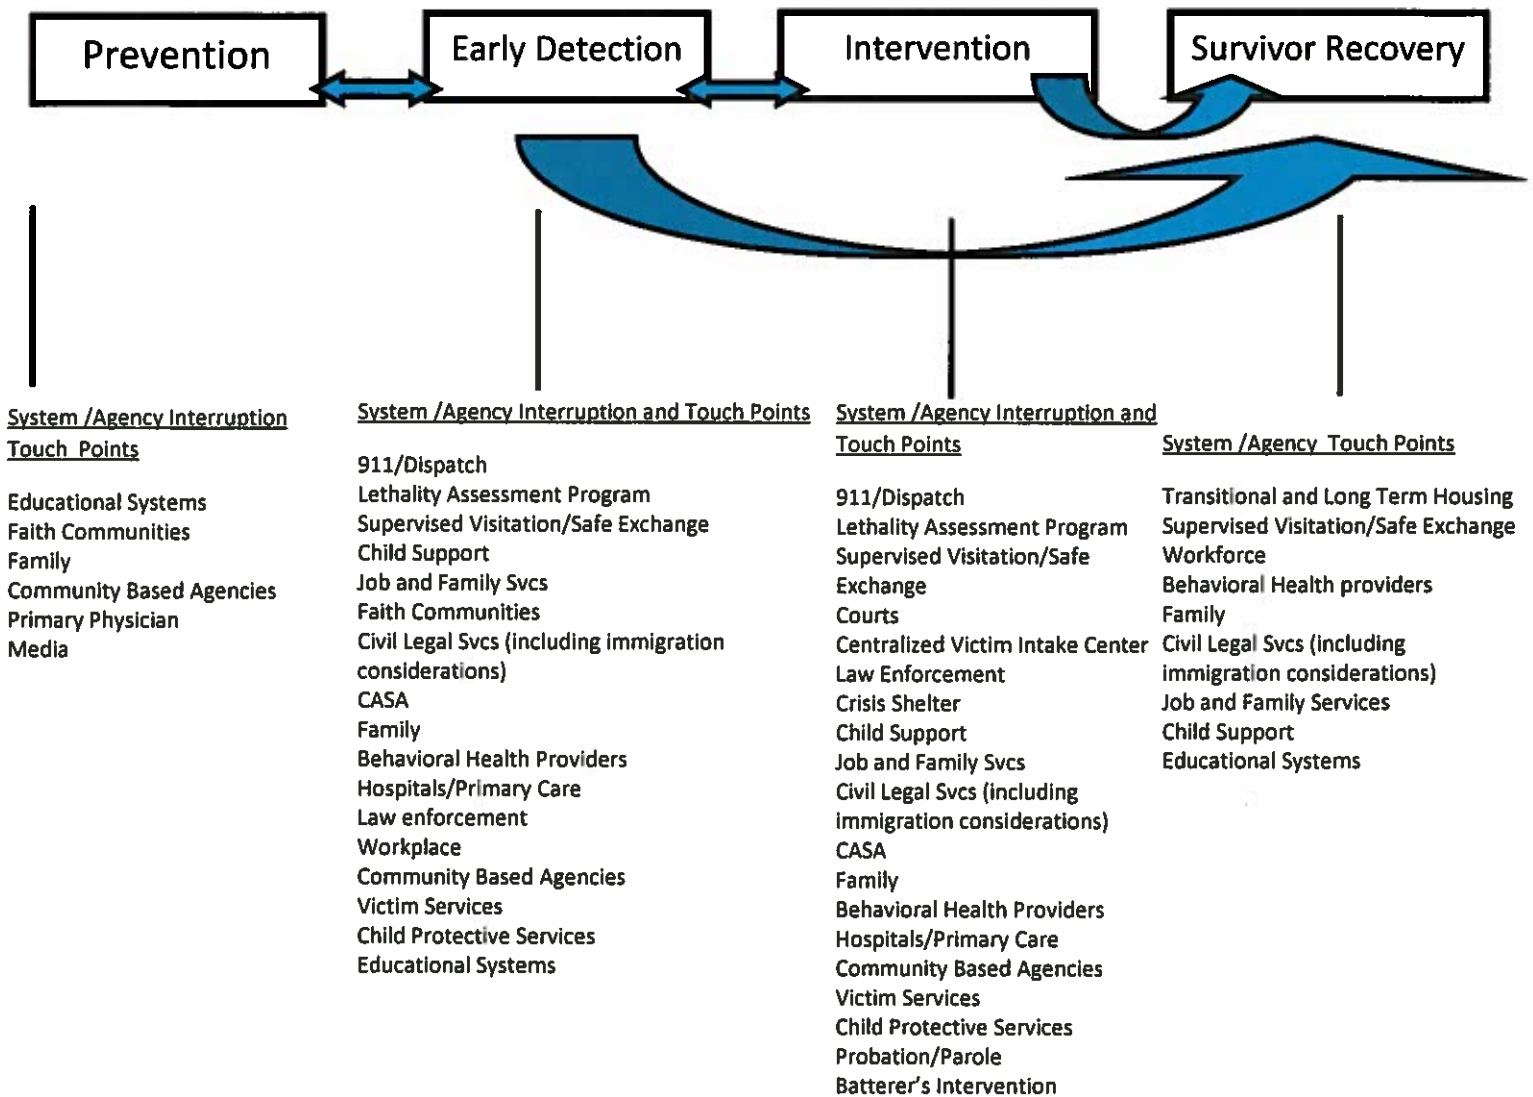 Prevention
Early Detection
Intervention
Survivor Recovery
System /Agency Interruption
Touch Points
Educational Systems
Faith Communities
Family
Community Based Agencies
Primary Physician
Media
System /Agency Interruption and Touch Points
911/Dispatch
Lethality Assessment Program
Supervised Visitation/Safe Exchange
Child Support
Job and Family Svcs
Faith Communities
Civil Legal Svcs (including immigration
considerations)
CASA
Family
Behavioral Health Providers
Hospitals/Primary Care
Law enforcement
Workplace
Community Based Agencies
Victim Services
Child Protective Services
Educational Systems
System /Agency Interruption and
Touch Points
911/Dispatch
Lethality Assessment Program
Supervised Visitation/Safe
Exchange
Courts
Centralized Victim Intake Center
Law Enforcement
Crisis Shelter
Child Support
Job and Family Svcs
Civil Legal Svcs (including
immigration considerations)
CASA
Family
Behavioral Health Providers
Hospitals/Primary Care
Community Based Agencies
Victim Services
Child Protective Services
Probation/Parole
Batterer's Intervention
System /Agency Touch Points
Transitional and Long Term Housing
Supervised Visitation/Safe Exchange
Workforce
Behavioral Health providers
Family
Civil Legal Svcs (including
immigration considerations)
Job and Family Services
Child Support
Educational Systems